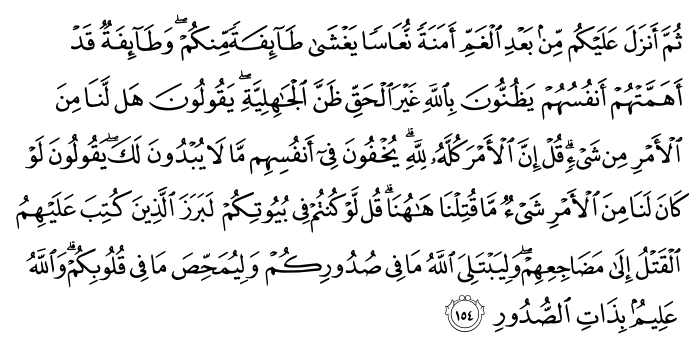 ثُمَّ أَنزَلَ عَلَيْكُم مِّنۢ بَعْدِ ٱلْغَمِّ أَمَنَةً نُّعَاسًا يَغْشَىٰ طَآئِفَةً مِّنكُمْ ۖ وَطَآئِفَةٌ قَدْ
أَهَمَّتْهُمْ أَنفُسُهُمْ يَظُنُّونَ بِٱللَّهِ غَيْرَ ٱلْحَقِّ ظَنَّ ٱلْجَٰهِلِيَّةِ ۖ يَقُولُونَ هَل لَّنَا مِنَ
ٱلْأَمْرِ مِن شَىْءٍ ۗ قُلْ إِنَّ ٱلْأَمْرَ كُلَّهُۥ لِلَّهِ ۗ يُخْفُونَ فِىٓ أَنفُسِهِم مَّا لَا يُبْدُونَ لَكَ ۖ يَقُولُونَ لَوْ
كَانَ لَنَا مِنَ ٱلْأَمْرِ شَىْءٌ مَّا قُتِلْنَا هَٰهُنَا ۗ قُل لَّوْ كُنتُمْ فِى بُيُوتِكُمْ لَبَرَزَ ٱلَّذِينَ كُتِبَ عَلَيْهِمُ
ٱلْقَتْلُ إِلَىٰ مَضَاجِعِهِمْ ۖ وَلِيَبْتَلِىَ ٱللَّهُ مَا فِى صُدُورِكُمْ وَلِيُمَحِّصَ مَا فِى قُلُوبِكُمْ ۗ وَٱللَّهُ
عَلِيمٌۢ بِذَاتِ ٱلصُّدُورِ ١٥٤